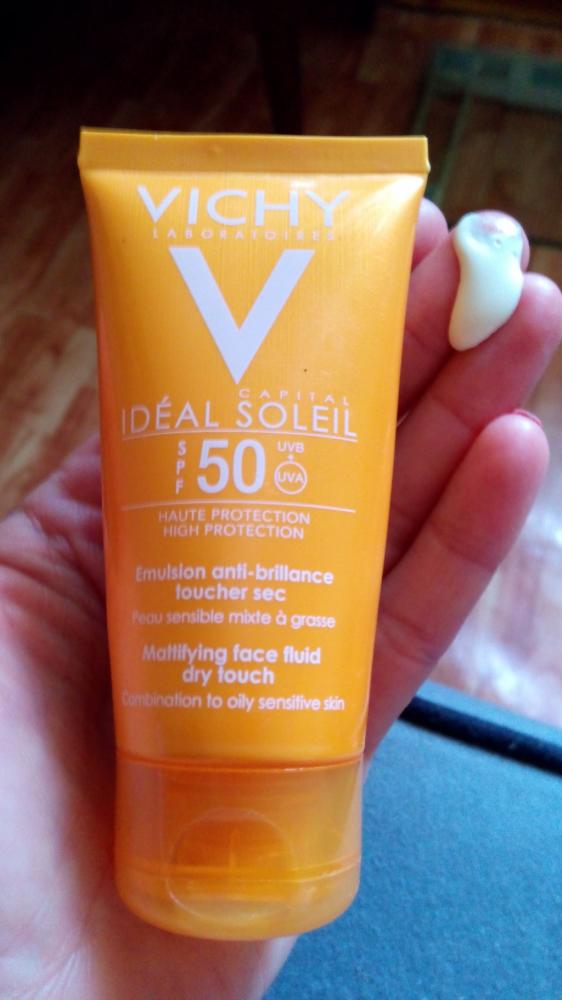 VICHY
LABORATOIRES
V
CAPITAL
IDÉAL SOLEIL
SPF 50 UVB + UVA
HAUTE PROTECTION
HIGH PROTECTION
Emulsion anti-brillance
toucher sec
Peau sensible mixte à grasse
Mattifying face fluid
dry touch
Combination to oily sensitive skin